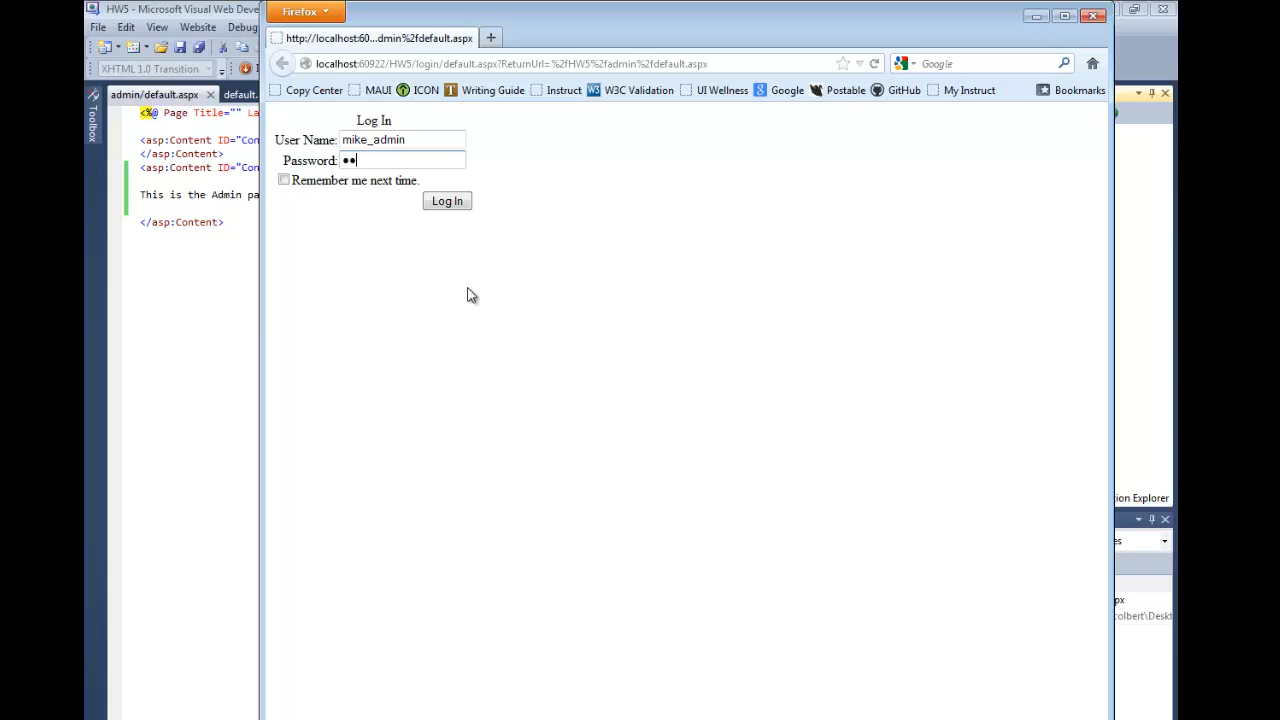 HW5 - Microsoft Visual Web Deve
File Edit View Website Debug
XHTML 1.0 Transition
Toolbox
admin/default.aspx
default.
<%@ Page Title="" La
<asp:Content ID="Con
</asp:Content>
<asp:Content ID="Con
This is the Admin pa
</asp:Content>
Firefox
http://localhost:60...dmin%2fdefault.aspx
localhost:60922/HW5/login/default.aspx?ReturnUrl=%2fHW5%2fadmin%2fdefault.aspx
Google
Copy Center MAUI ICON Writing Guide Instruct W3C Validation UI Wellness Google Postable GitHub My Instruct Bookmarks
Log In
User Name: mike_admin
Password: ●●
Remember me next time.
Log In
ion Explorer
es
px
colbert\Deskt